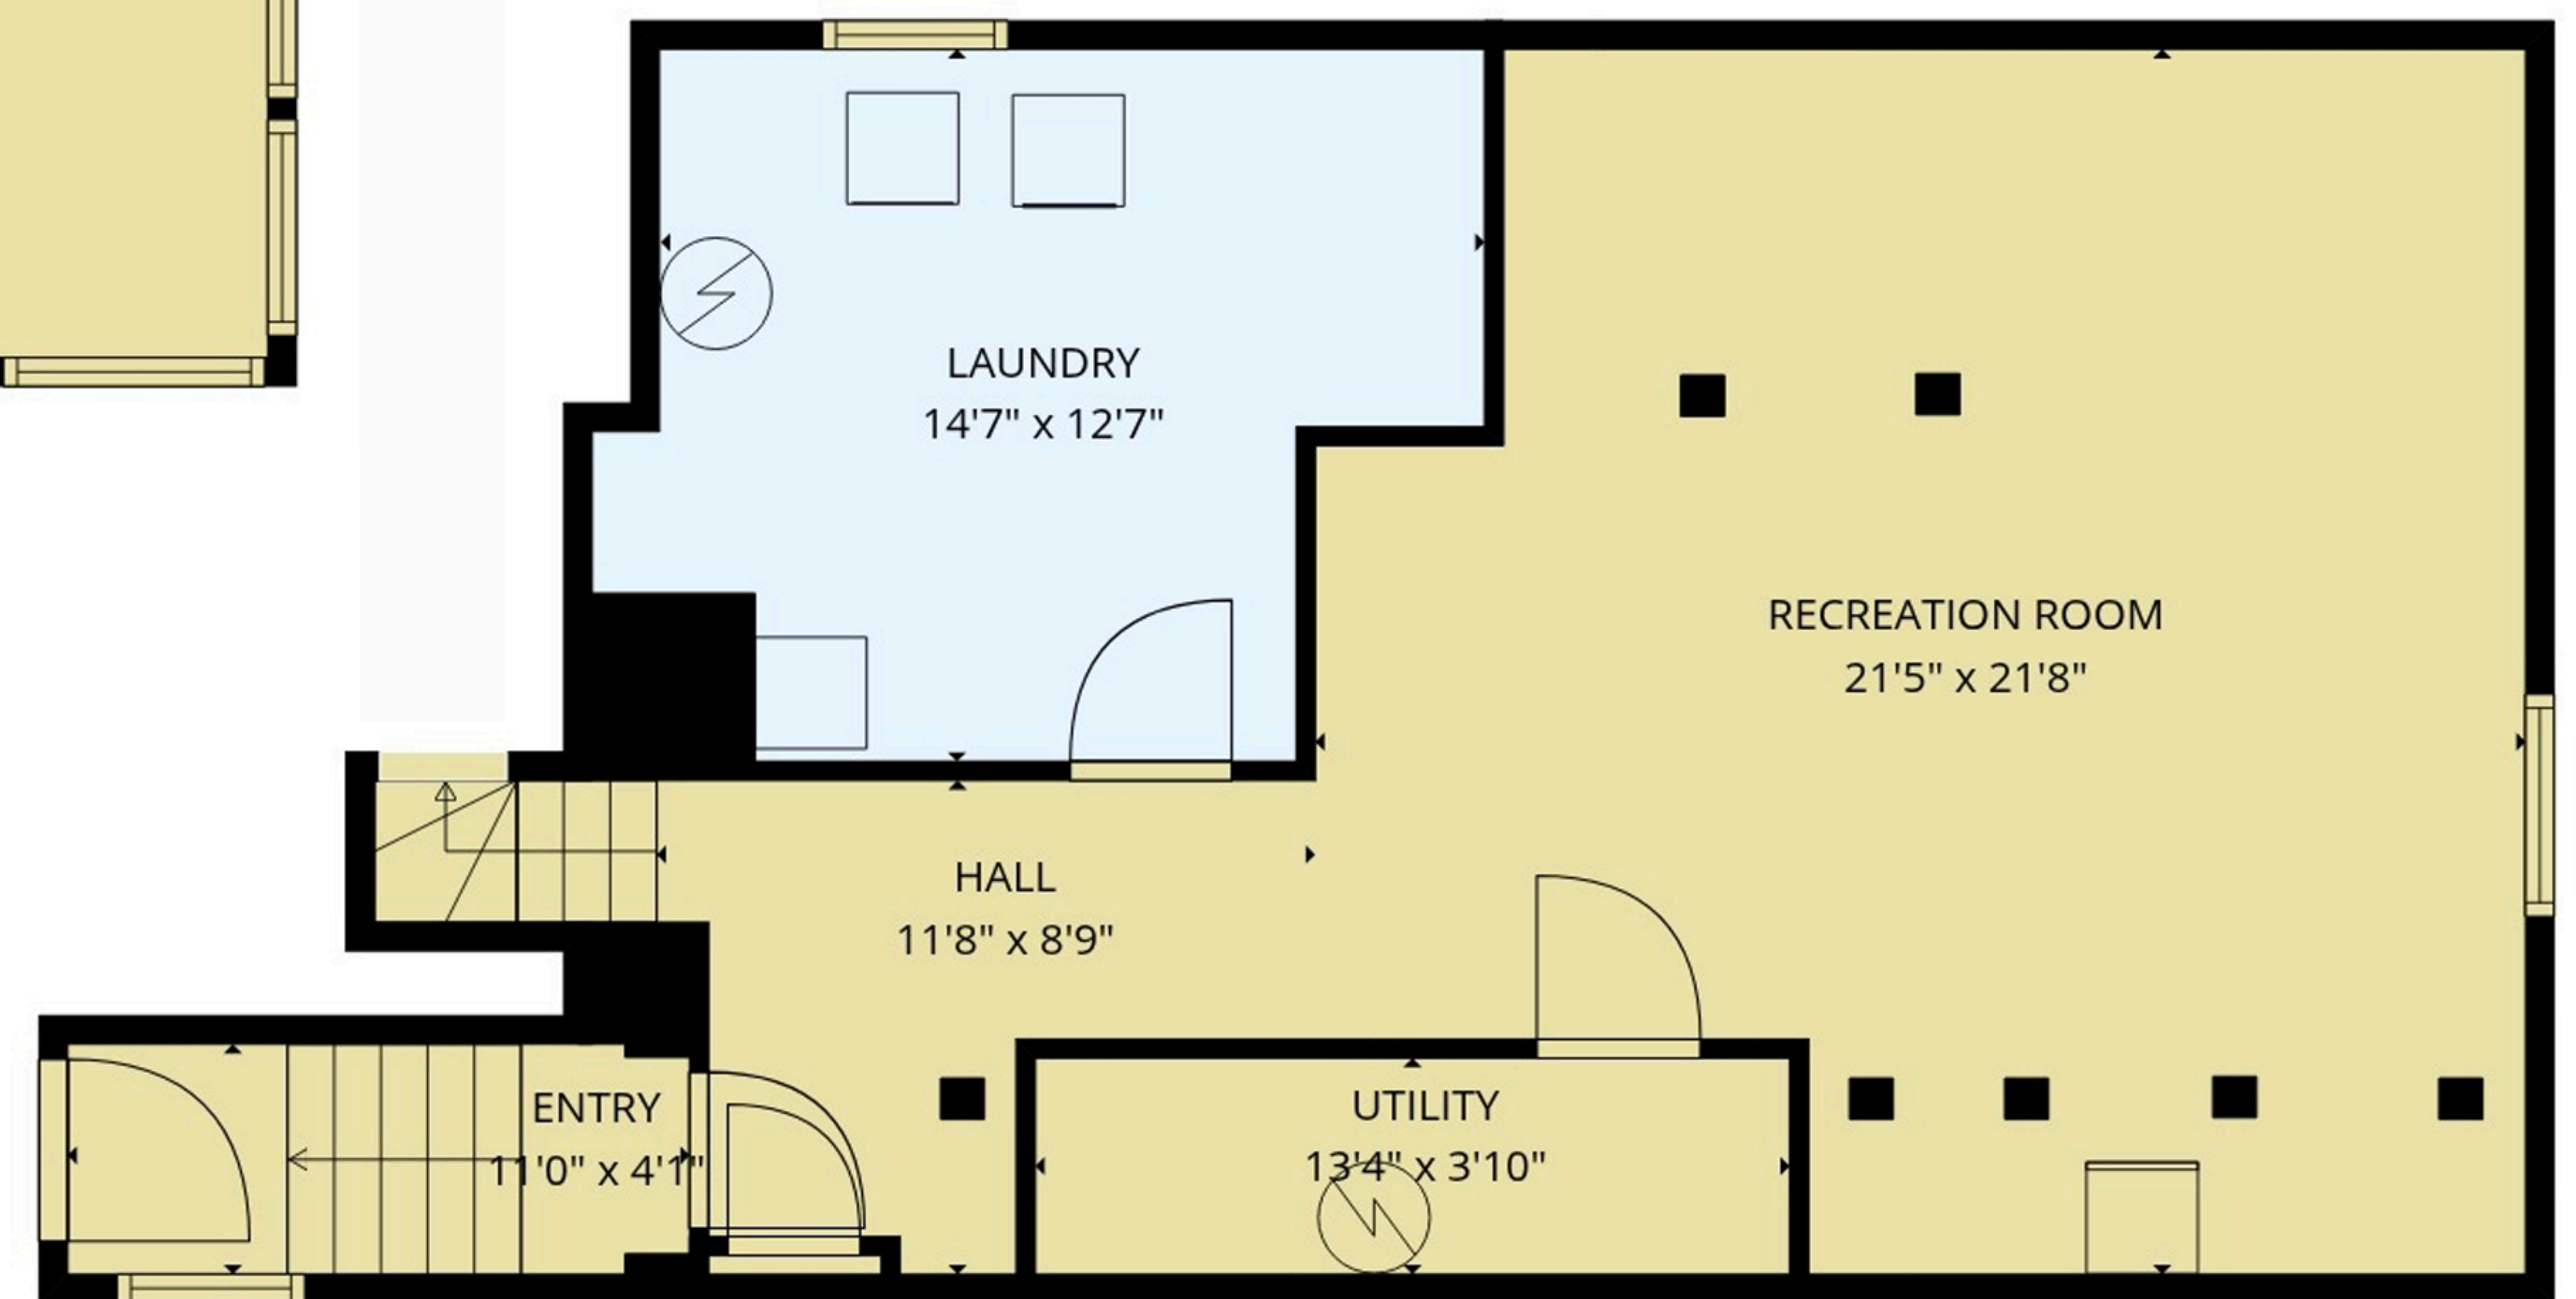 LAUNDRY
14'7" x 12'7"
RECREATION ROOM
21'5" x 21'8"
HALL
11'8" x 8'9"
ENTRY
11'0" x 4'1"
UTILITY
13'4" x 3'10"